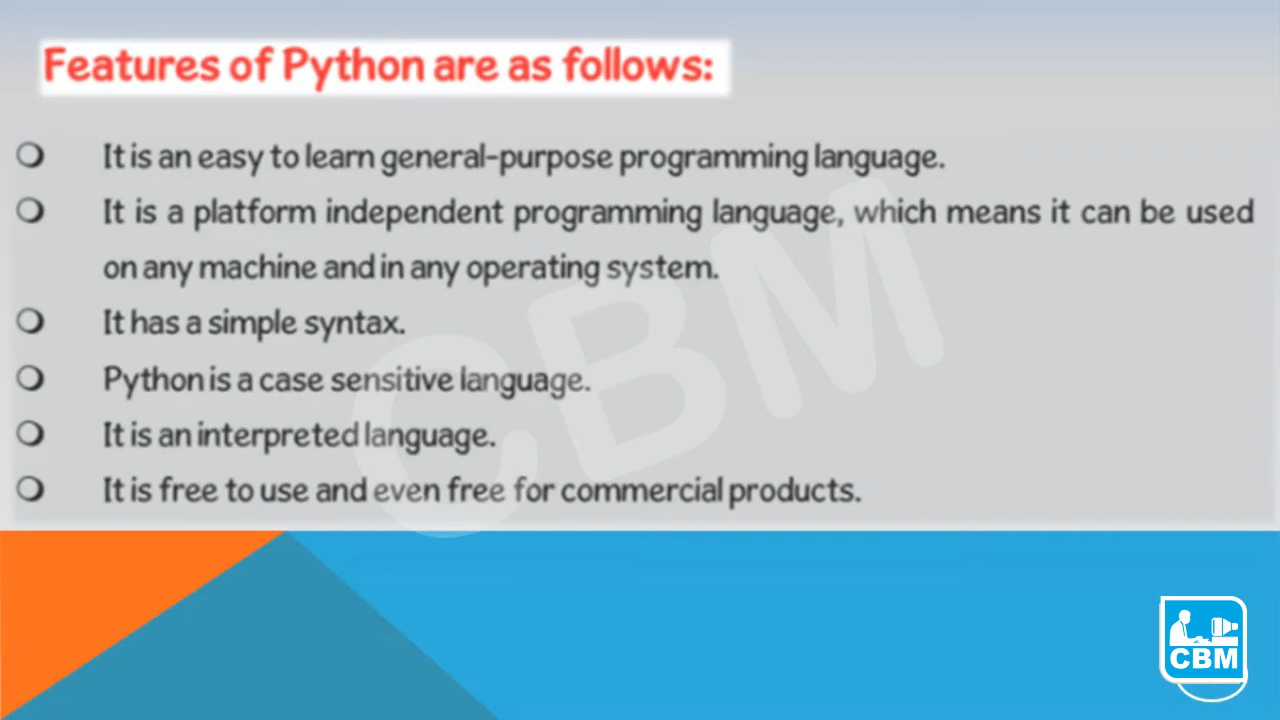 Features of Python are as follows:
It is an easy to learn general-purpose programming language.
It is a platform independent programming language, which means it can be used
on any machine and in any operating system.
It has a simple syntax.
Python is a case sensitive language.
It is an interpreted language.
It is free to use and even free for commercial products.
CBM
CBM